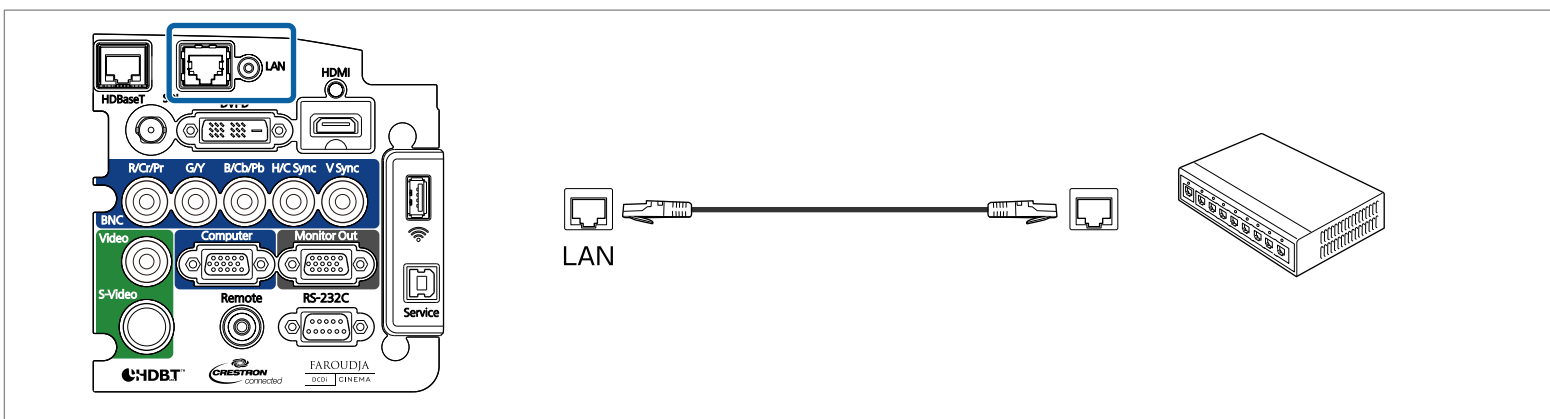 LAN
HDMI
HDBaseT
R/Cr/Pr G/Y B/Cb/Pb H/C Sync V Sync
BNC
Video
Computer
Monitor Out
S-Video
Remote
RS-232C
Service
LAN
HDBT™
CRESTRON
connected
FAROUDJA
DCDi CINEMA